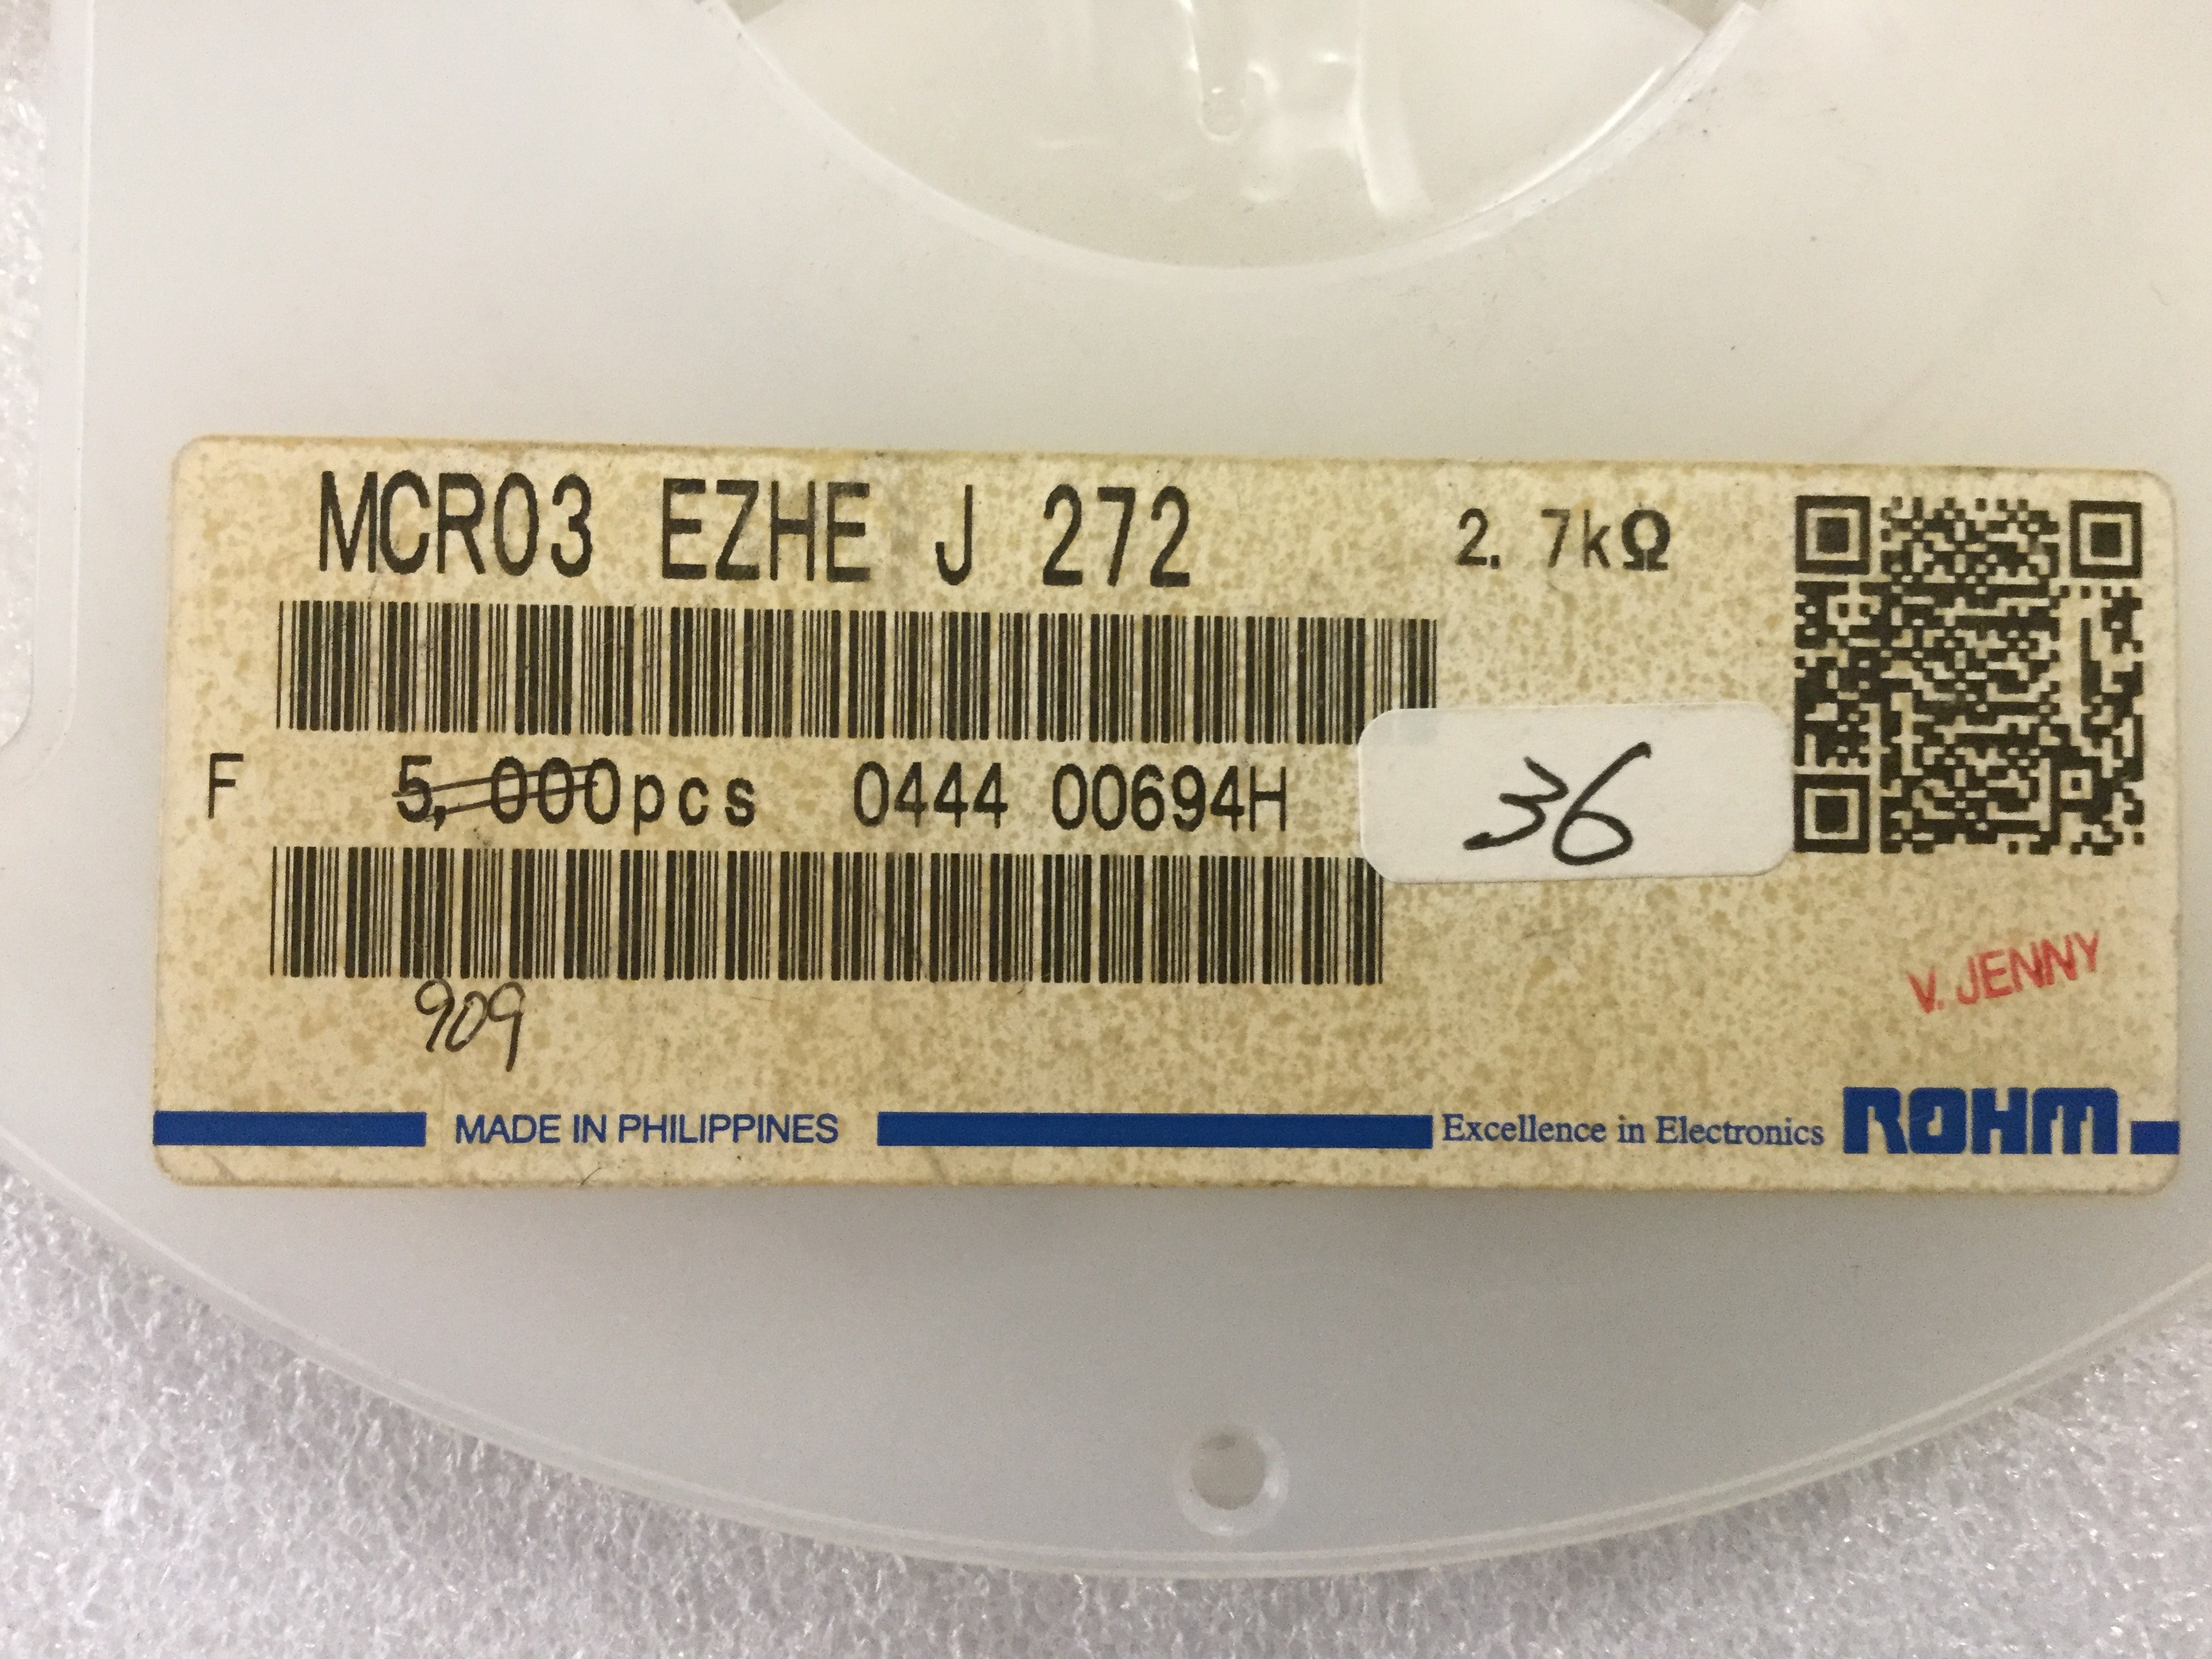 MCR03 EZHE J 272 2. 7kΩ
F 5, 000pcs 0444 00694H 36
909
V. JENNY
MADE IN PHILIPPINES Excellence in Electronics ROHM